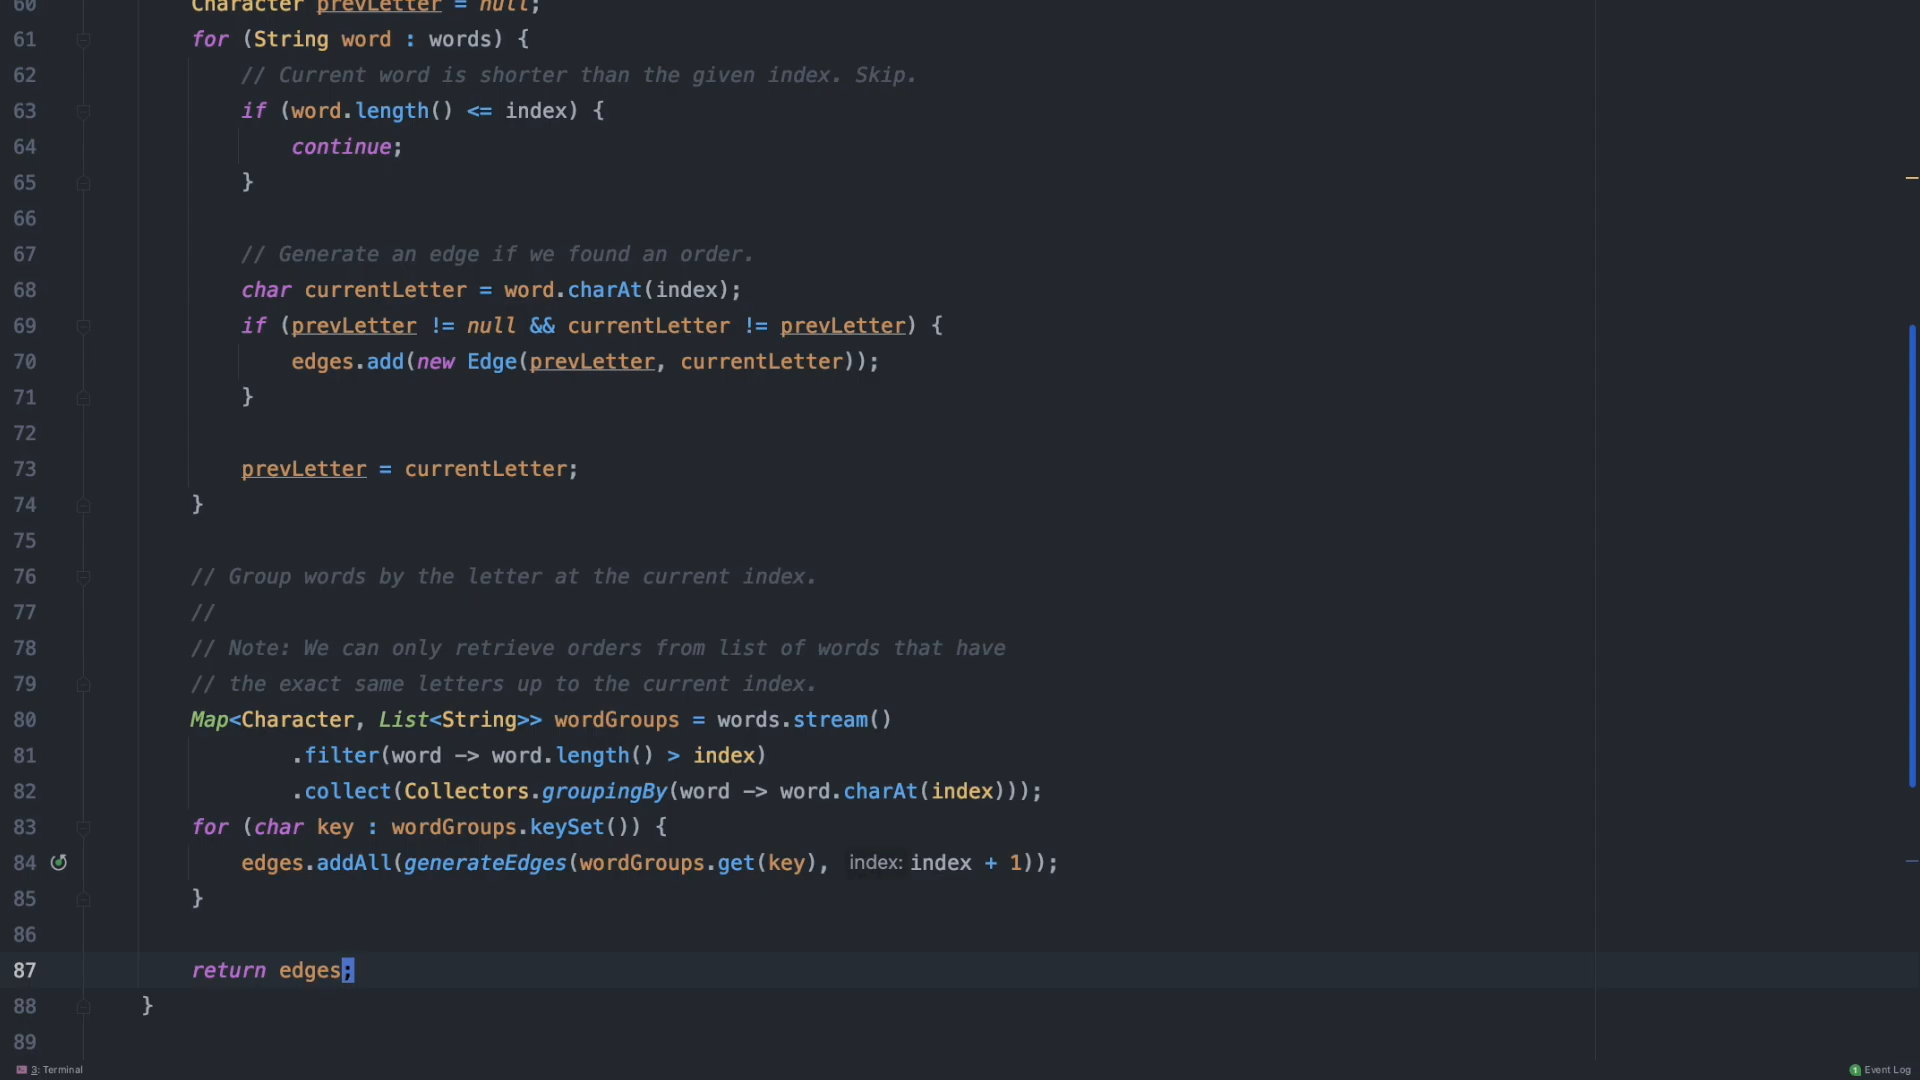 60 Character prevLetter = null;
61 for (String word : words) {
62 // Current word is shorter than the given index. Skip.
63 if (word.length() <= index) {
64 continue;
65 }
66
67 // Generate an edge if we found an order.
68 char currentLetter = word.charAt(index);
69 if (prevLetter != null && currentLetter != prevLetter) {
70 edges.add(new Edge(prevLetter, currentLetter));
71 }
72
73 prevLetter = currentLetter;
74 }
75
76 // Group words by the letter at the current index.
77 //
78 // Note: We can only retrieve orders from list of words that have
79 // the exact same letters up to the current index.
80 Map<Character, List<String>> wordGroups = words.stream()
81 .filter(word -> word.length() > index)
82 .collect(Collectors.groupingBy(word -> word.charAt(index)));
83 for (char key : wordGroups.keySet()) {
84 edges.addAll(generateEdges(wordGroups.get(key), index: index + 1));
85 }
86
87 return edges;
88 }
89
3: Terminal
1 Event Log